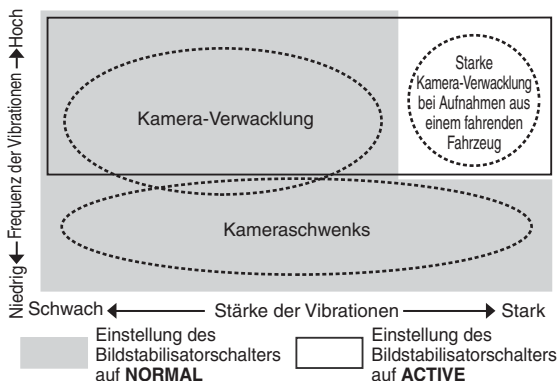 Niedrig ◄— Frequenz der Vibrationen —► Hoch
Kamera-Verwacklung
Starke
Kamera-Verwacklung
bei Aufnahmen aus
einem fahrenden
Fahrzeug
Kameraschwenks
Schwach ◄— Stärke der Vibrationen —► Stark
Einstellung des
Bildstabilisatorschalters
auf NORMAL
Einstellung des
Bildstabilisatorschalters
auf ACTIVE